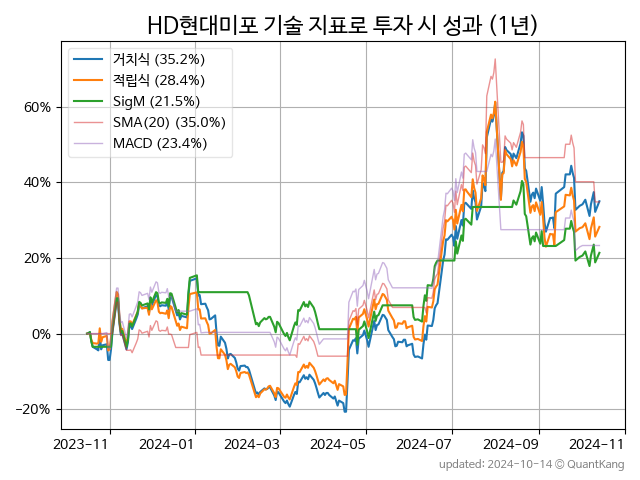 HD현대미포 기술 지표로 투자 시 성과 (1년)
거치식 (35.2%)
적립식 (28.4%)
SigM (21.5%)
SMA(20) (35.0%)
MACD (23.4%)
60%
40%
20%
0%
−20%
2023-11 2024-01 2024-03 2024-05 2024-07 2024-09 2024-11
updated: 2024-10-14 © QuantKang